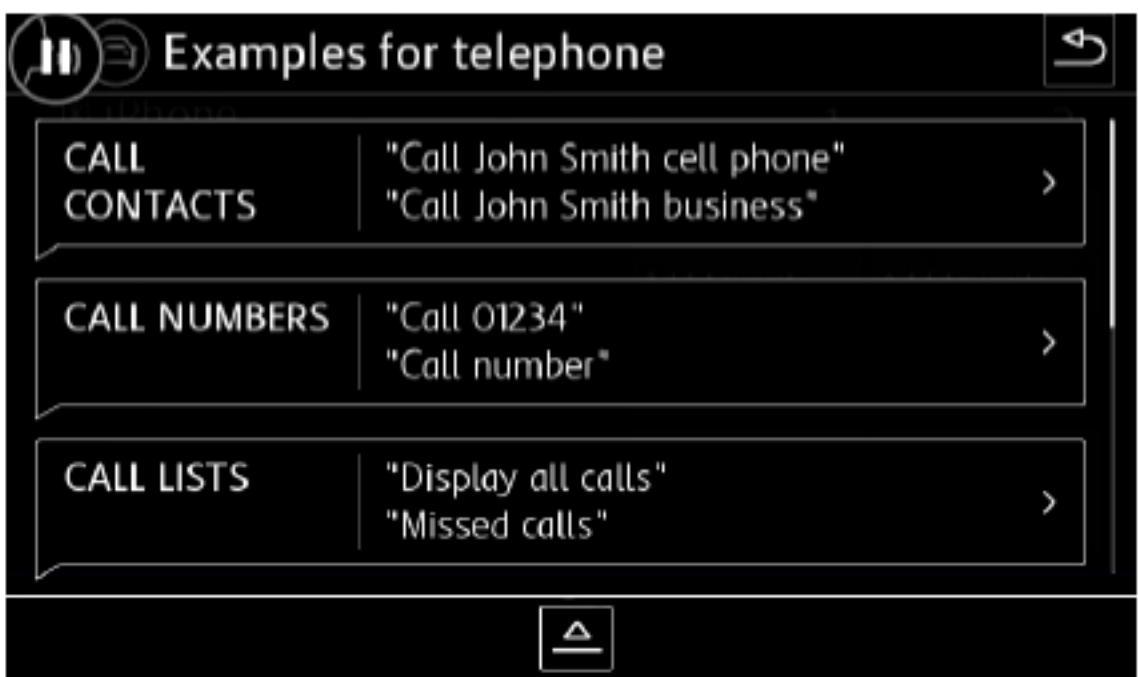 Examples for telephone
iPhone
CALL
CONTACTS
"Call John Smith cell phone"
"Call John Smith business"
CALL NUMBERS
"Call 01234"
"Call number"
CALL LISTS
"Display all calls"
"Missed calls"